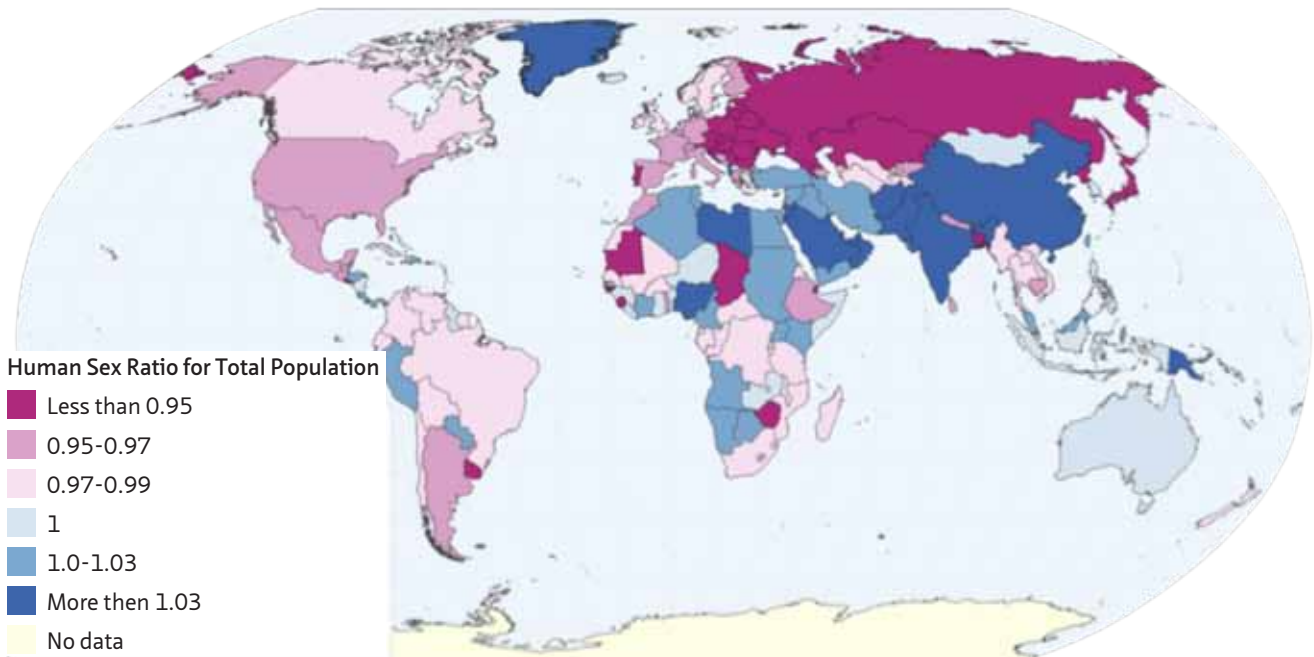 Human Sex Ratio for Total Population
Less than 0.95
0.95-0.97
0.97-0.99
1
1.0-1.03
More then 1.03
No data